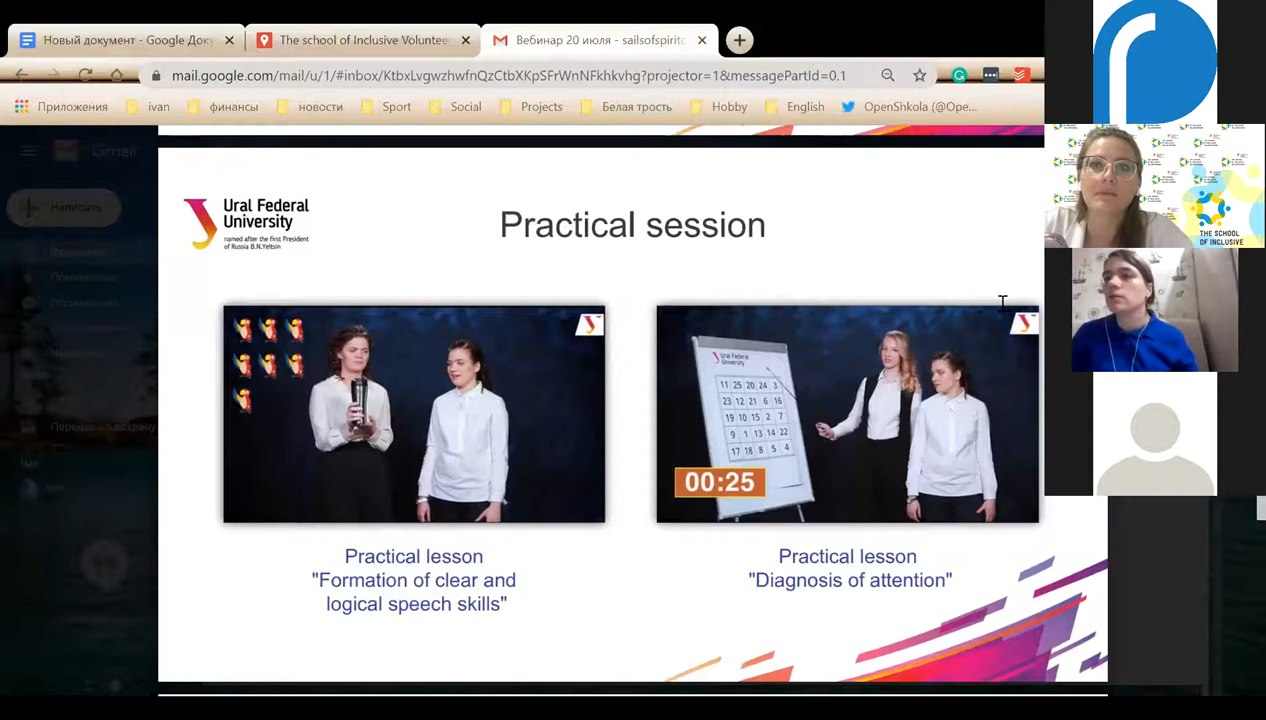 Новый документ - Google Доку
The school of Inclusive Voluntee
Вебинар 20 июля - sailsofspirit
mail.google.com/mail/u/1/#inbox/KtbxLvgwzhwfnQzCtbXKpSFrWnNFkhkvhg?projector=1&messagePartId=0.1
Приложения
ivan
финансы
новости
Sport
Social
Projects
Белая трость
Hobby
English
OpenShkola (@Ope...
Gmail
Написать
Ural Federal
University
named after the first President
of Russia B.N.Yeltsin
Practical session
Ural Federal
University
11 25 20 24 3
23 12 21 6 16
19 10 15 2 7
9 1 13 14 22
17 18 8 5 4
00:25
Practical lesson
"Formation of clear and
logical speech skills"
Practical lesson
"Diagnosis of attention"
THE SCHOOL
OF INCLUSIVE